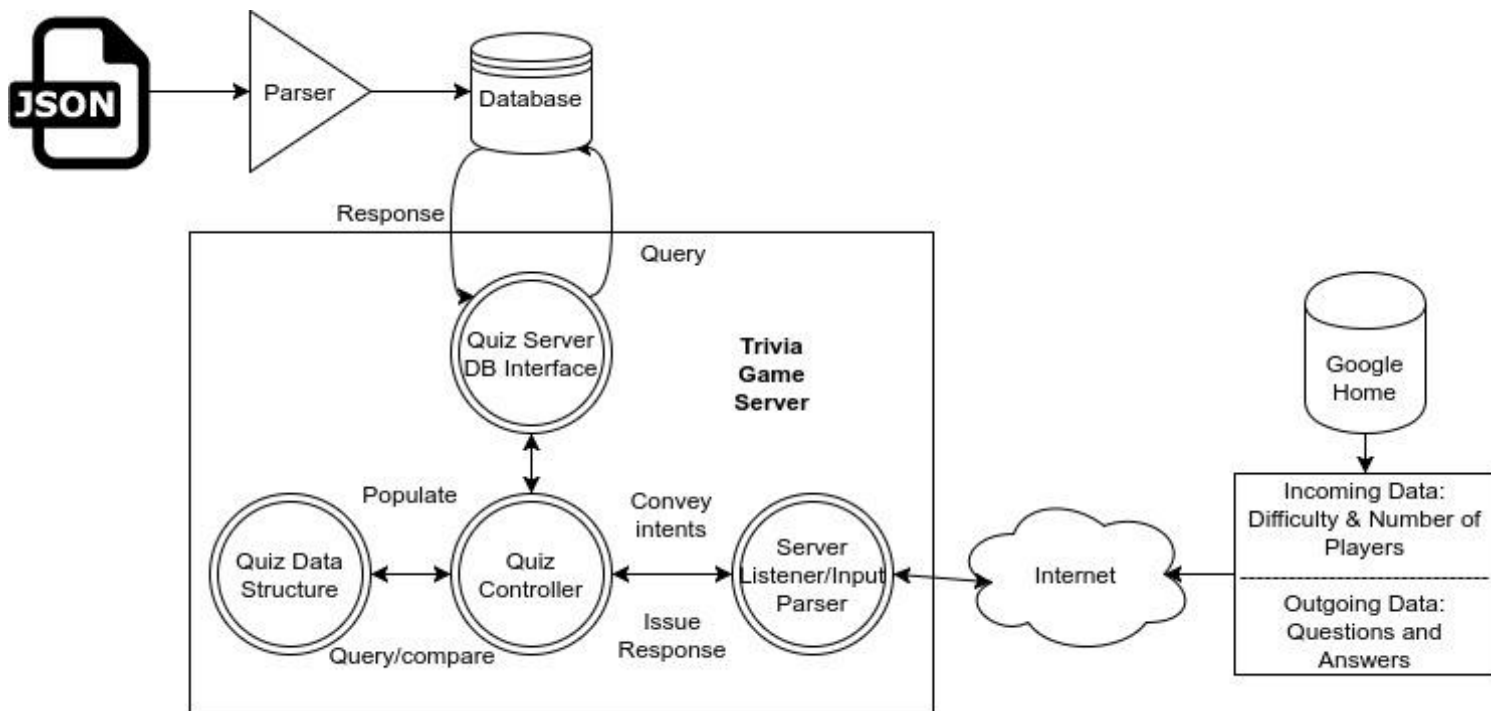 JSON
Parser
Database
Response
Query
Quiz Server
DB Interface
Trivia
Game
Server
Google
Home
Populate
Convey
intents
Incoming Data:
Difficulty & Number of
Players
Quiz Data
Structure
Quiz
Controller
Server
Listener/Input
Parser
Internet
Outgoing Data:
Questions and
Answers
Query/compare
Issue
Response